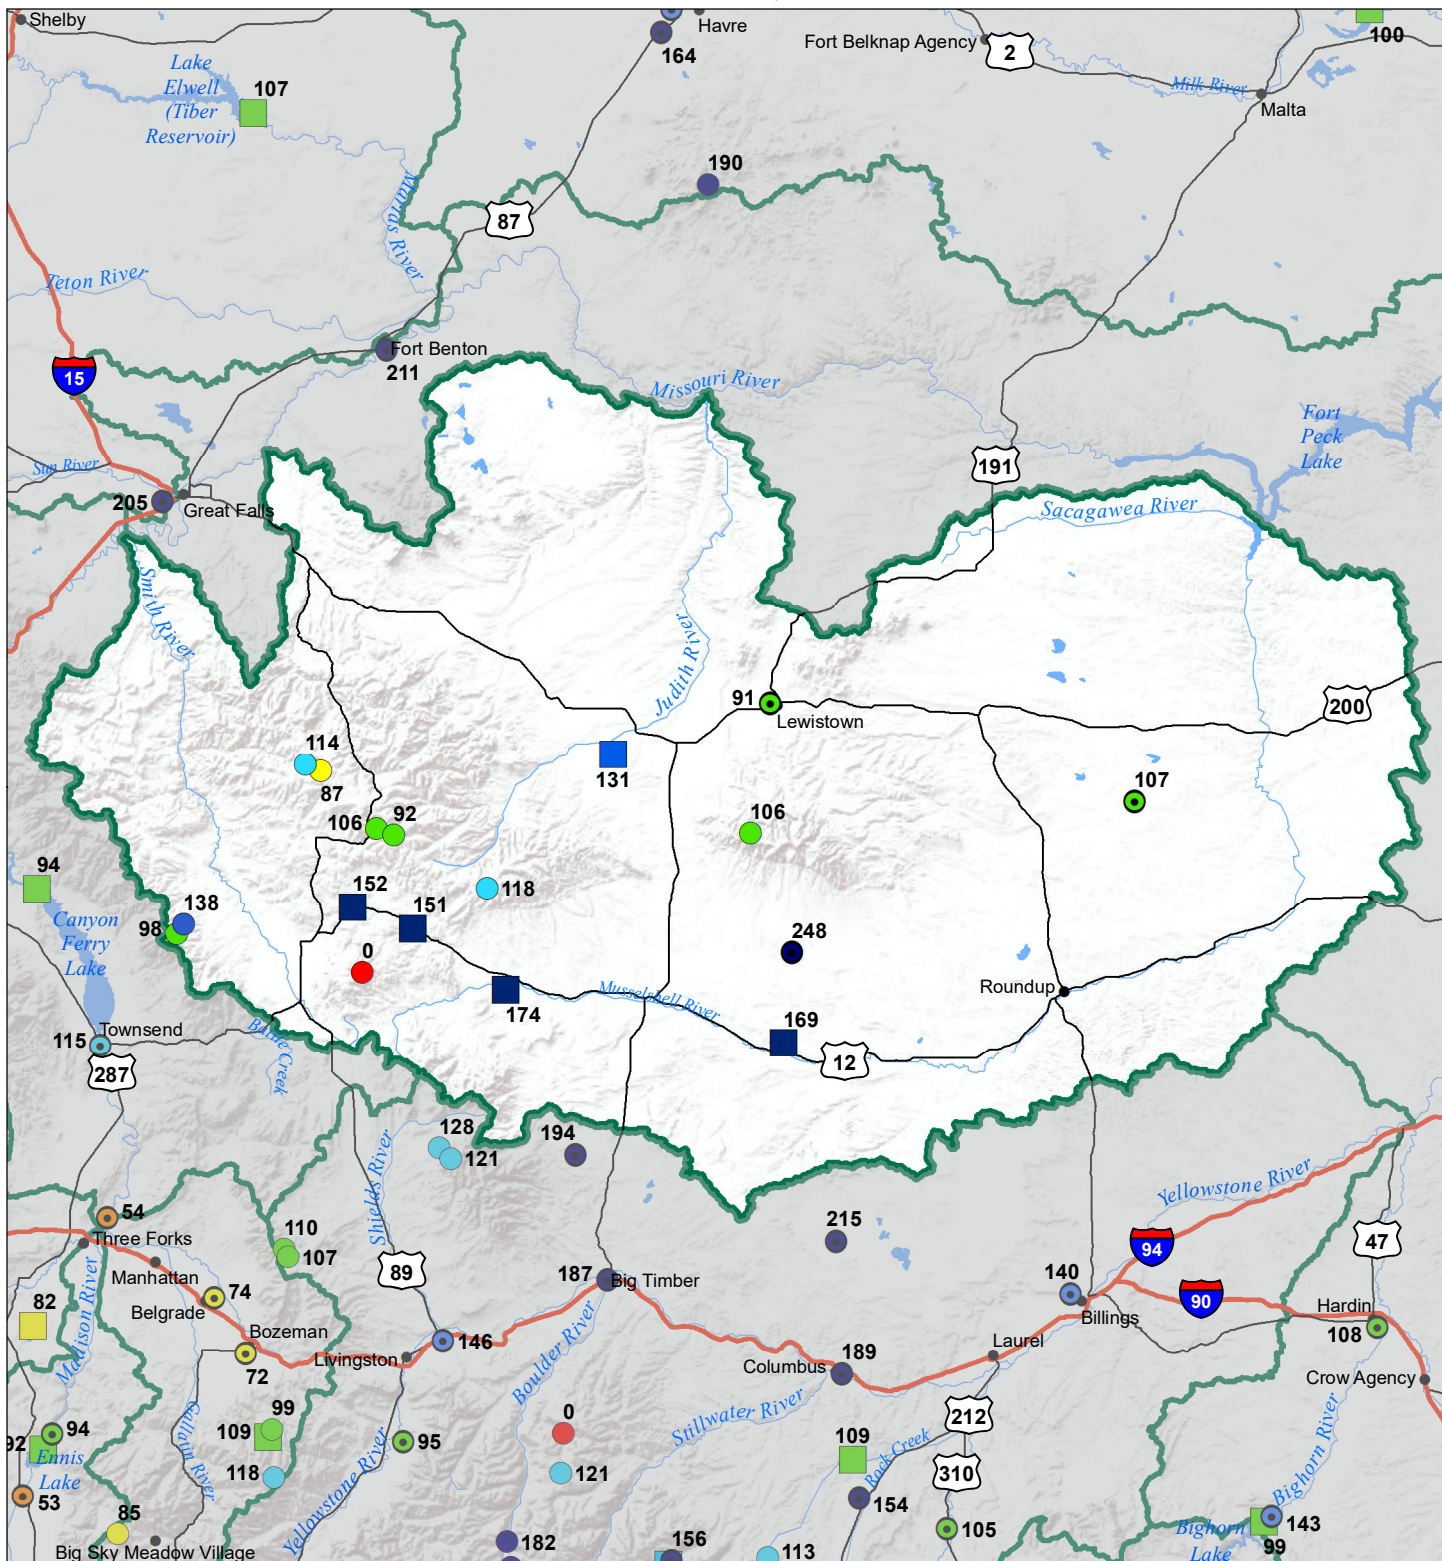 Shelby
Havre
164
Fort Belknap Agency
2
100
Lake
Elwell
(Tiber
Reservoir)
107
Milk River
Malta
190
Marias River
87
Teton River
15
Fort Benton
211
Missouri River
Fort
Peck
Lake
Sun River
191
205
Great Falls
Sacagawea River
Smith River
Judith River
91
Lewistown
200
114
87
131
107
106
92
106
94
152
151
118
Canyon
Ferry
Lake
138
98
0
248
174
Musselshell River
Roundup
169
12
Townsend
115
287
Battle Creek
128
121
194
Shields River
Yellowstone River
54
Three Forks
110
107
215
94
47
Manhattan
89
187
Big Timber
140
Billings
90
Hardin
108
74
Belgrade
82
Madison River
Bozeman
72
Livingston
146
Boulder River
Columbus
189
Laurel
Crow Agency
99
109
94
92
Ennis
Lake
Gallatin River
118
95
Yellowstone River
0
121
Stillwater River
109
Rock Creek
212
310
154
Bighorn River
53
85
Big Sky Meadow Village
182
156
113
105
Bighorn
Lake
143
99